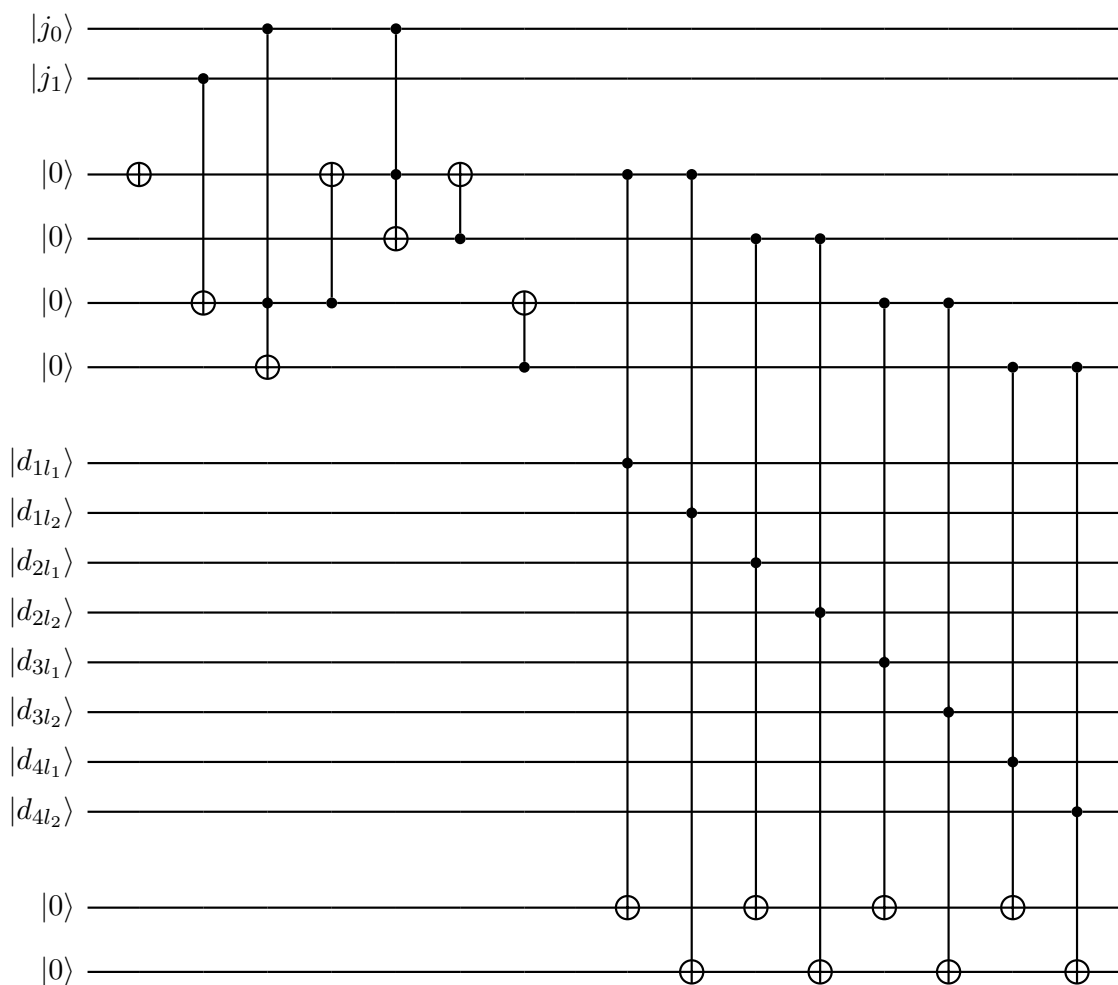 |j₀⟩
|j₁⟩
|0⟩
|0⟩
|0⟩
|0⟩
|d₁ₗ₁⟩
|d₁ₗ₂⟩
|d₂ₗ₁⟩
|d₂ₗ₂⟩
|d₃ₗ₁⟩
|d₃ₗ₂⟩
|d₄ₗ₁⟩
|d₄ₗ₂⟩
|0⟩
|0⟩